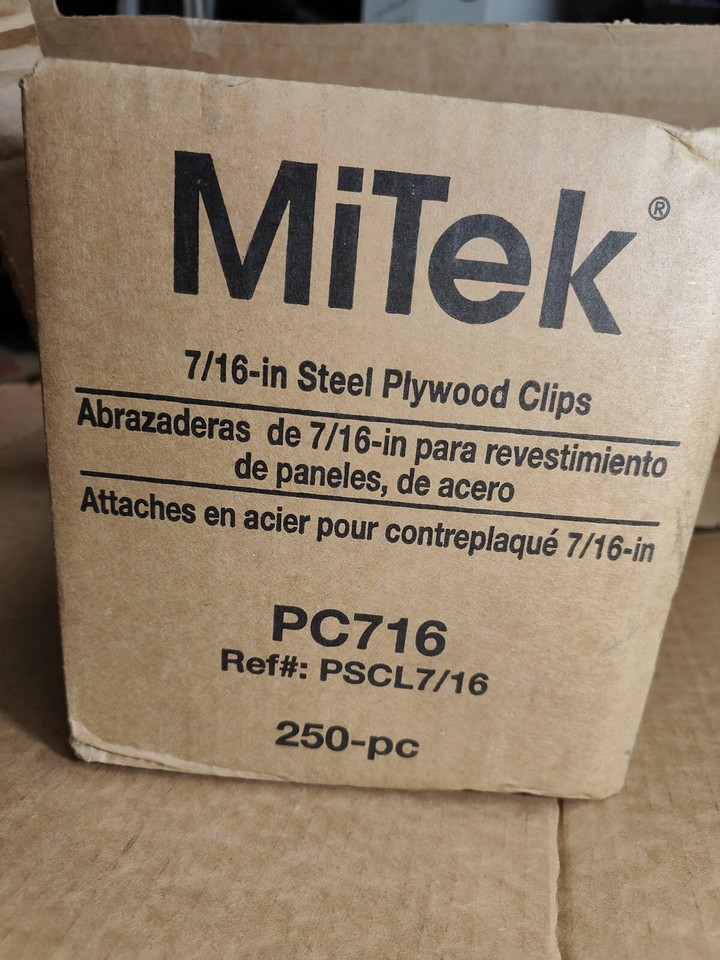 MiTek®
7/16-in Steel Plywood Clips
Abrazaderas de 7/16-in para revestimiento
de paneles, de acero
Attaches en acier pour contreplaqué 7/16-in
PC716
Ref#: PSCL7/16
250-pc